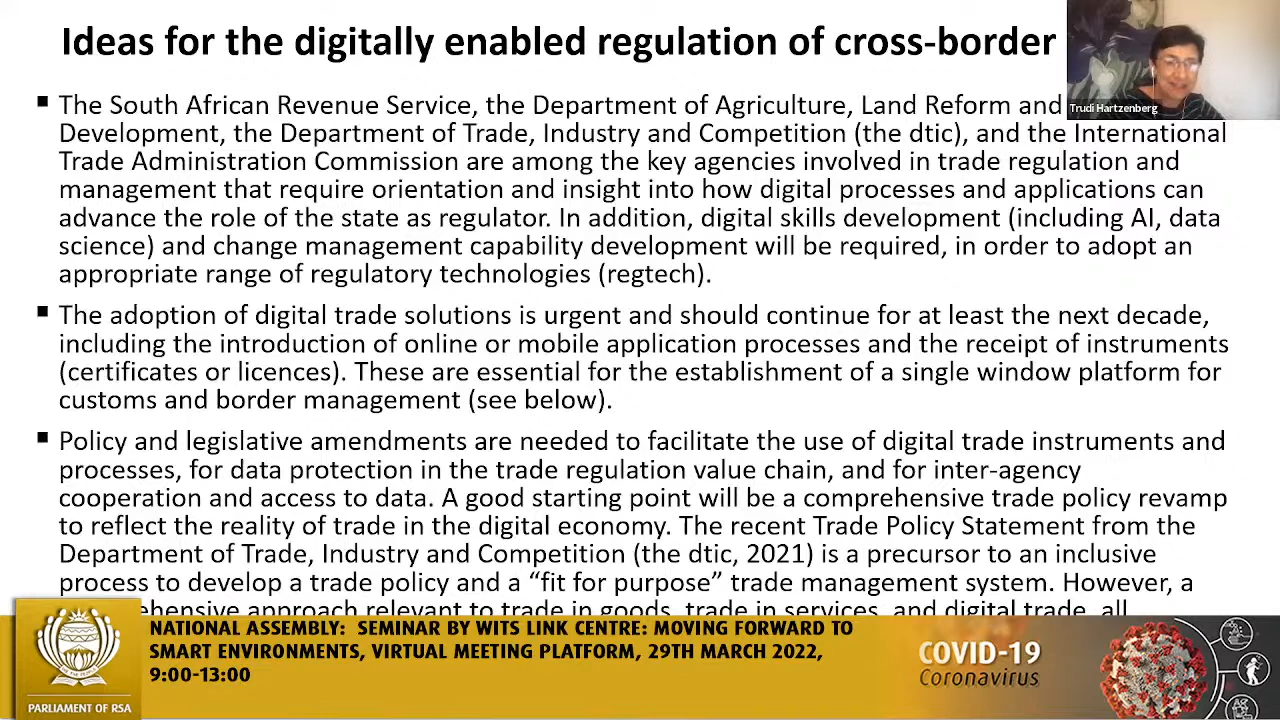 Ideas for the digitally enabled regulation of cross-border
Trudi Hartzenberg
▪ The South African Revenue Service, the Department of Agriculture, Land Reform and
Development, the Department of Trade, Industry and Competition (the dtic), and the International
Trade Administration Commission are among the key agencies involved in trade regulation and
management that require orientation and insight into how digital processes and applications can
advance the role of the state as regulator. In addition, digital skills development (including AI, data
science) and change management capability development will be required, in order to adopt an
appropriate range of regulatory technologies (regtech).
▪ The adoption of digital trade solutions is urgent and should continue for at least the next decade,
including the introduction of online or mobile application processes and the receipt of instruments
(certificates or licences). These are essential for the establishment of a single window platform for
customs and border management (see below).
▪ Policy and legislative amendments are needed to facilitate the use of digital trade instruments and
processes, for data protection in the trade regulation value chain, and for inter-agency
cooperation and access to data. A good starting point will be a comprehensive trade policy revamp
to reflect the reality of trade in the digital economy. The recent Trade Policy Statement from the
Department of Trade, Industry and Competition (the dtic, 2021) is a precursor to an inclusive
process to develop a trade policy and a “fit for purpose” trade management system. However, a
approach relevant to trade in goods, trade in services, and digital trade, all
NATIONAL ASSEMBLY: SEMINAR BY WITS LINK CENTRE: MOVING FORWARD TO
SMART ENVIRONMENTS, VIRTUAL MEETING PLATFORM, 29TH MARCH 2022,
9:00-13:00
PARLIAMENT OF RSA
COVID-19
Coronavirus